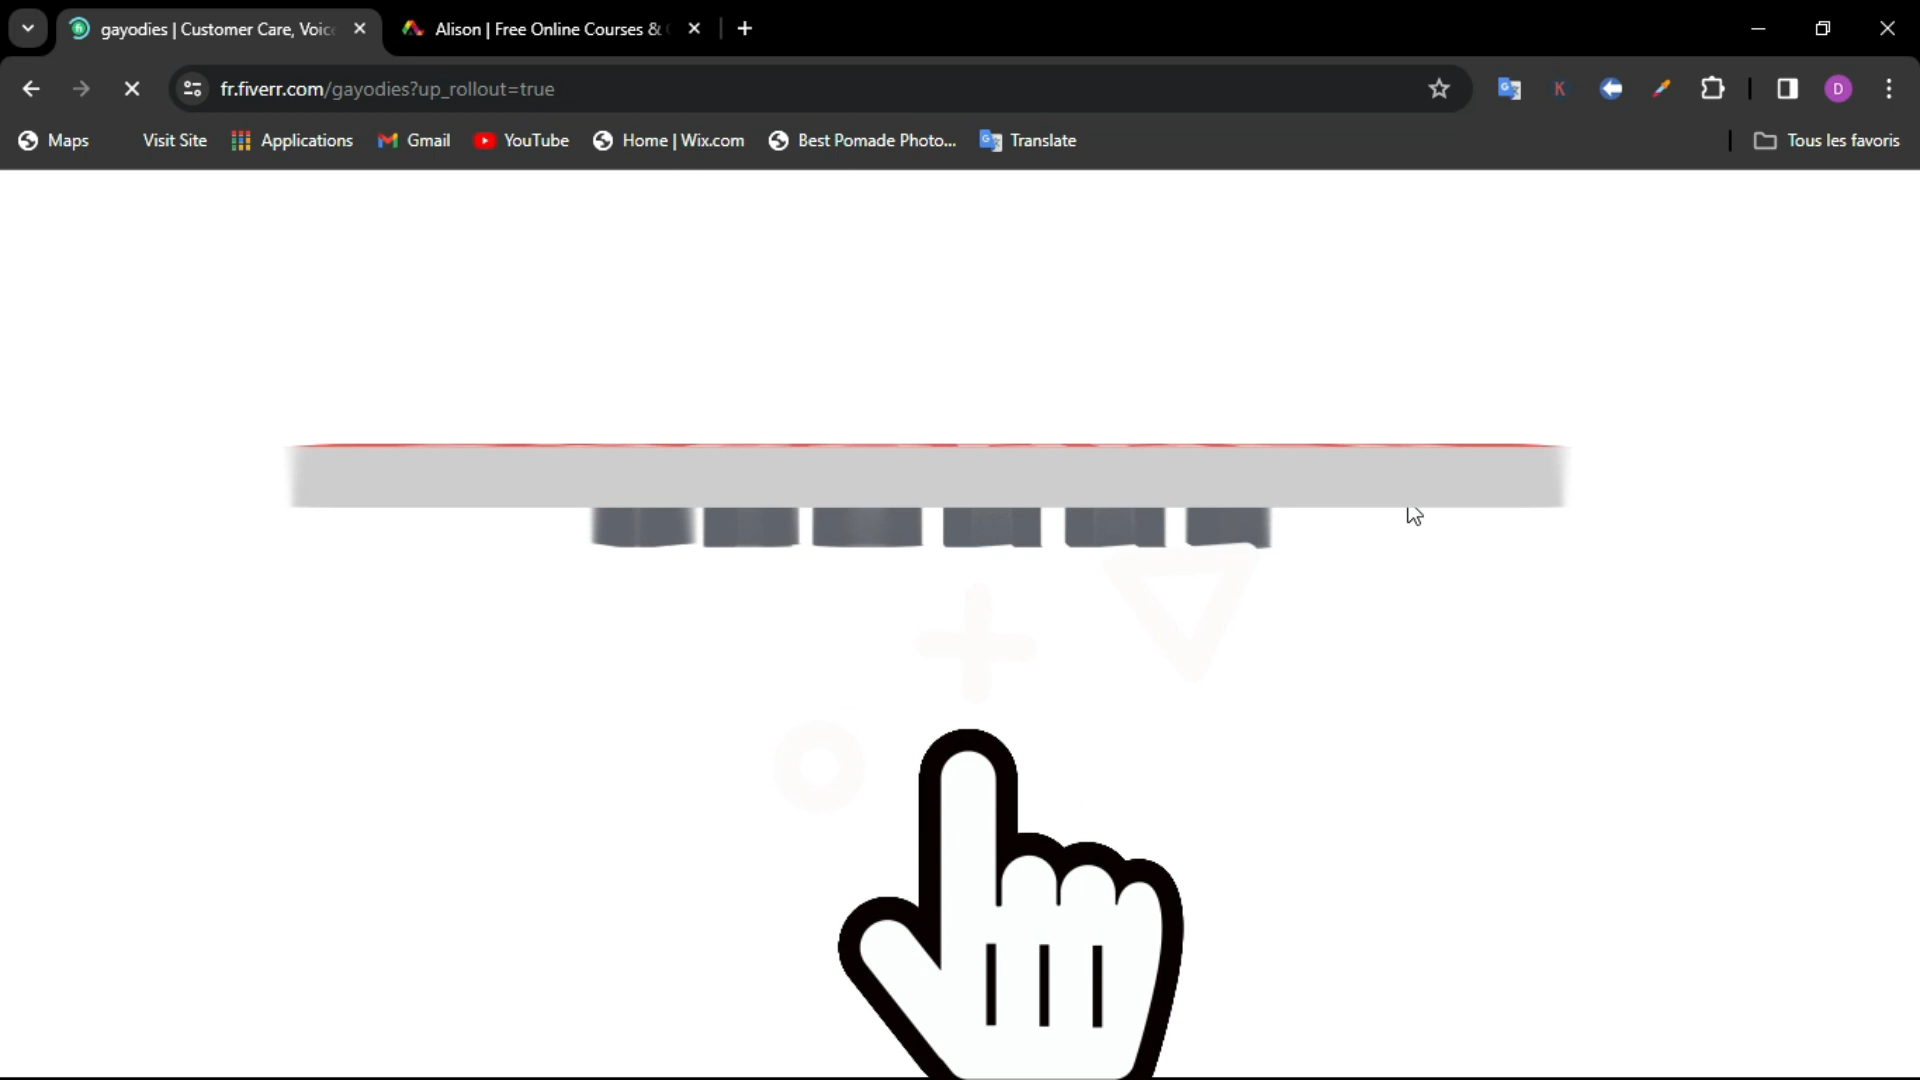 gayodies | Customer Care, Voic
Alison | Free Online Courses &
fr.fiverr.com/gayodies?up_rollout=true
K
D
Maps
Visit Site
Applications
Gmail
YouTube
Home | Wix.com
Best Pomade Photo...
Translate
Tous les favoris